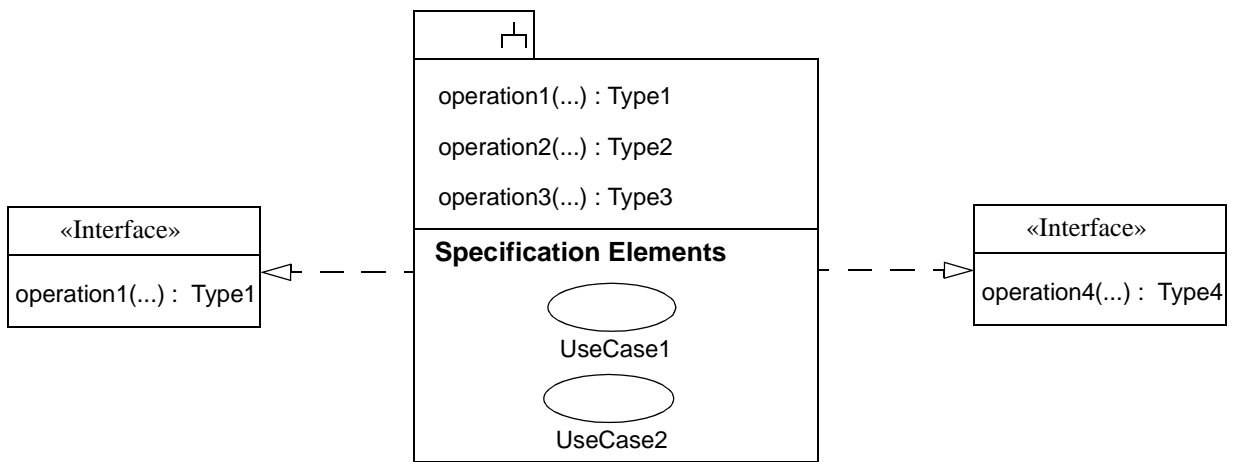 operation1(...) : Type1
operation2(...) : Type2
operation3(...) : Type3
«Interface»
operation1(...) :  Type1
Specification Elements
UseCase1
UseCase2
«Interface»
operation4(...) :  Type4